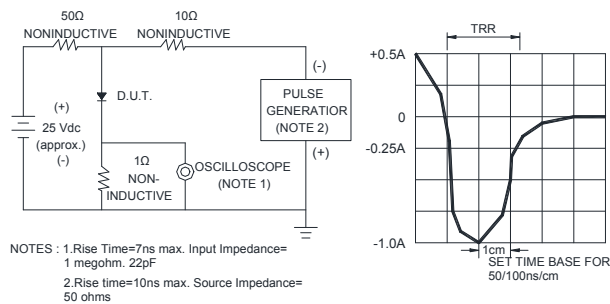 50Ω
NONINDUCTIVE
10Ω
NONINDUCTIVE
(+)
25 Vdc
(approx.)
(-)
D.U.T.
1Ω
NON-
INDUCTIVE
OSCILLOSCOPE
(NOTE 1)
(-)
PULSE
GENERATIOR
(NOTE 2)
(+)
NOTES : 1.Rise Time=7ns max. Input Impedance=
1 megohm. 22pF
2.Rise time=10ns max. Source Impedance=
50 ohms
TRR
+0.5A
0
-0.25A
-1.0A
1cm
SET TIME BASE FOR
50/100ns/cm